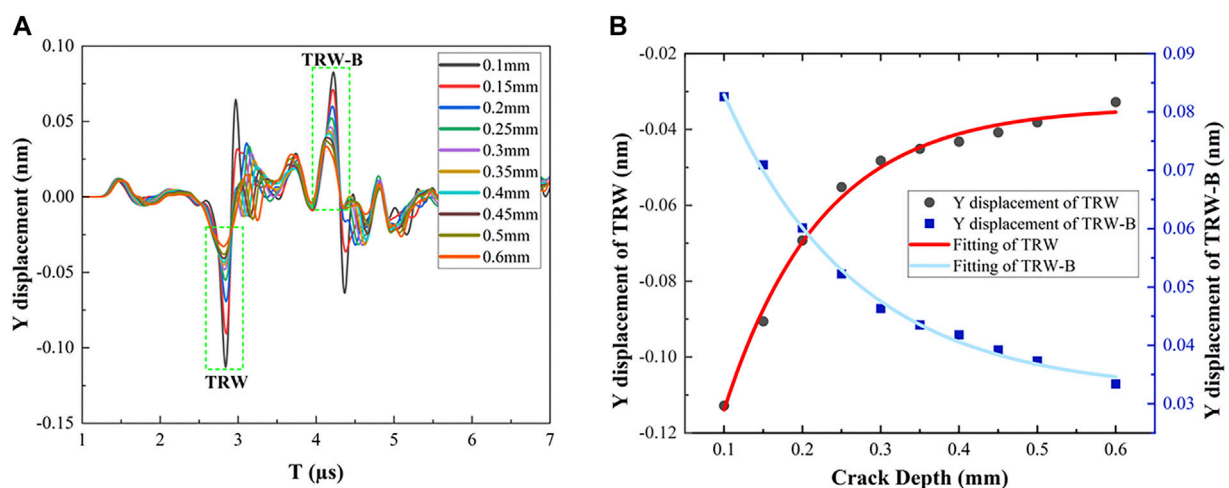 A
Y displacement (nm)
0.10
0.05
0.00
-0.05
-0.10
-0.15
1
2
3
4
5
6
7
T (μs)
TRW-B
TRW
0.1mm
0.15mm
0.2mm
0.25mm
0.3mm
0.35mm
0.4mm
0.45mm
0.5mm
0.6mm
B
Y displacement of TRW (nm)
-0.02
-0.04
-0.06
-0.08
-0.10
-0.12
0.1
0.2
0.3
0.4
0.5
0.6
Crack Depth (mm)
Y displacement of TRW
Y displacement of TRW-B
Fitting of TRW
Fitting of TRW-B
0.09
0.08
0.07
0.06
0.05
0.04
0.03
Y displacement of TRW-B (nm)